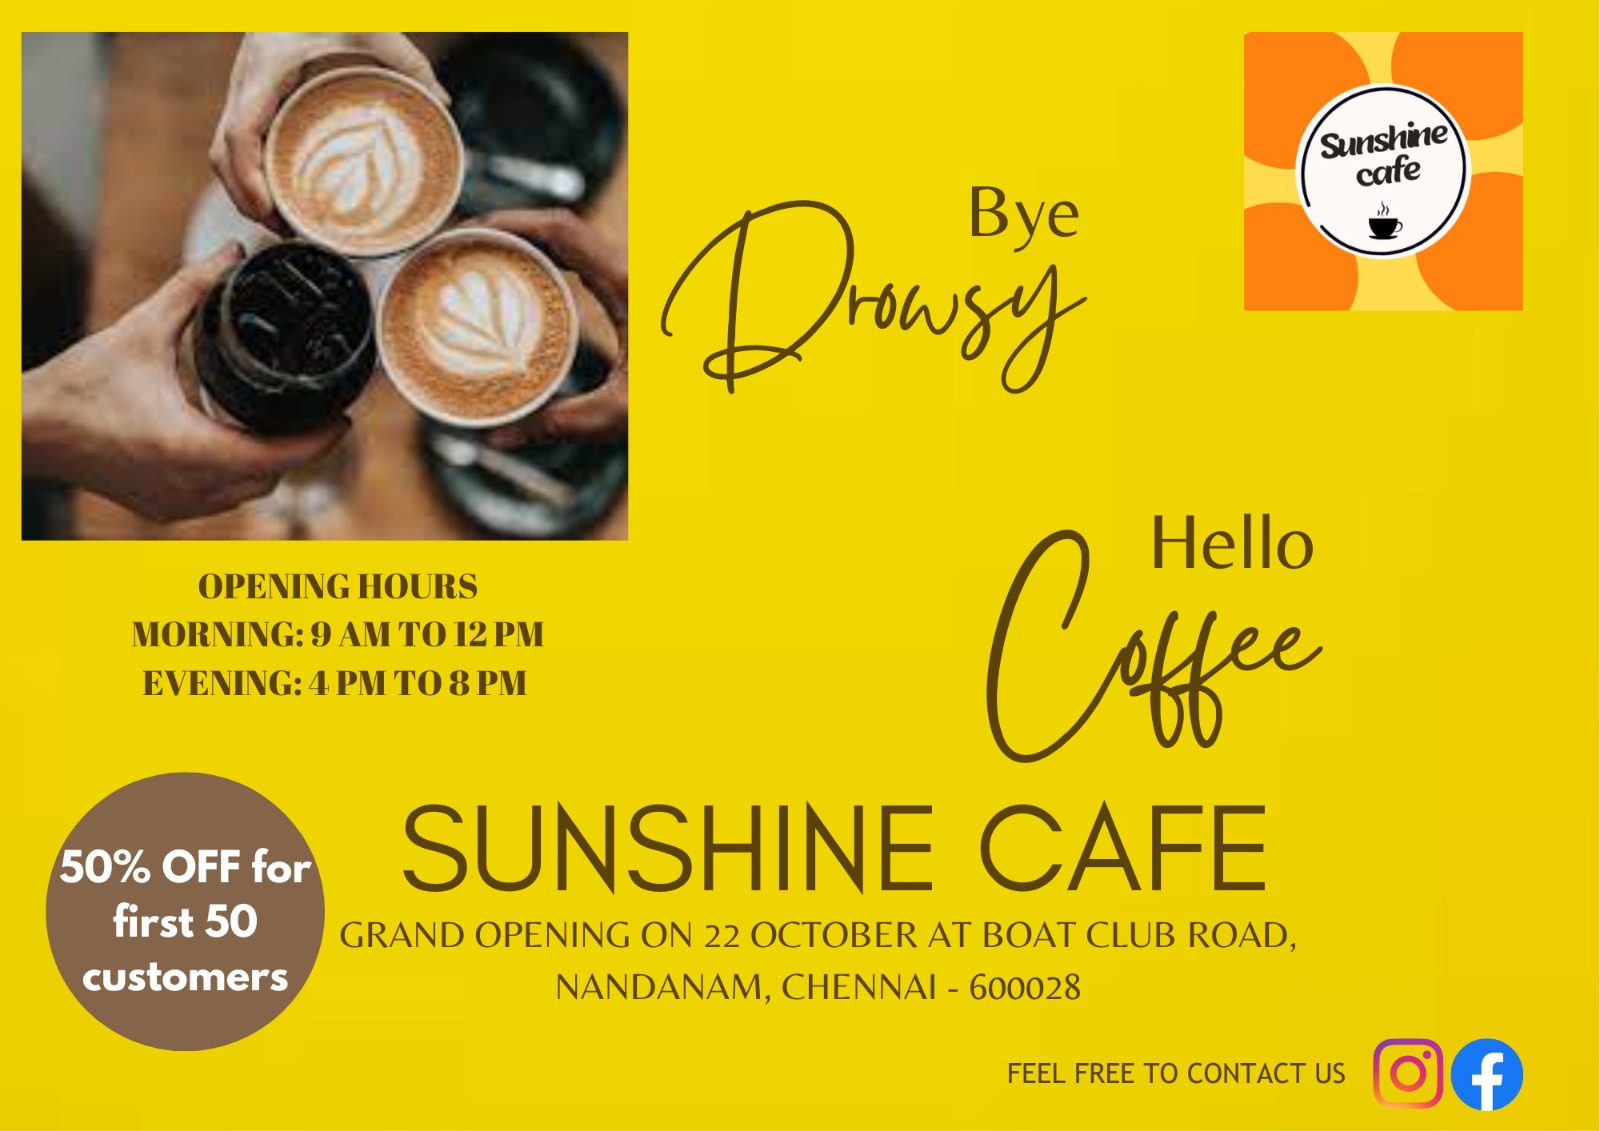 Sunshine
cafe
Bye
Drowsy
Hello
Coffee
OPENING HOURS
MORNING: 9 AM TO 12 PM
EVENING: 4 PM TO 8 PM
50% OFF for
first 50
customers
SUNSHINE CAFE
GRAND OPENING ON 22 OCTOBER AT BOAT CLUB ROAD,
NANDANAM, CHENNAI - 600028
FEEL FREE TO CONTACT US